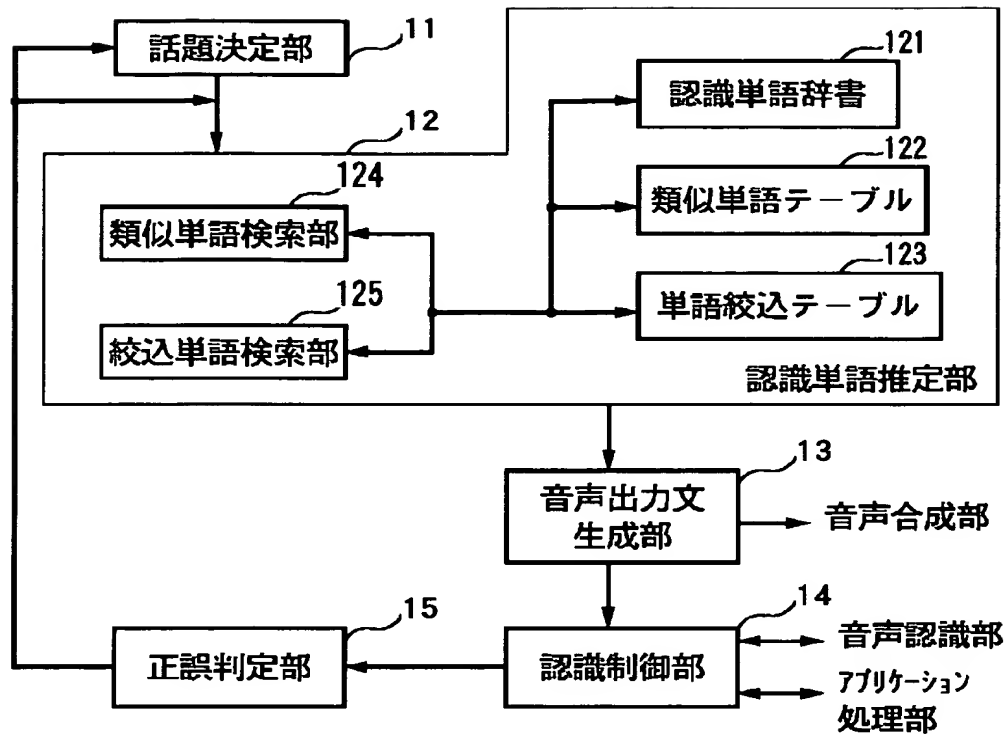 話題決定部
11
12
121
認識単語辞書
122
類似単語テーブル
123
単語絞込テーブル
124
類似単語検索部
125
絞込単語検索部
認識単語推定部
13
音声出力文
生成部
音声合成部
14
認識制御部
音声認識部
アプリケーション
処理部
15
正誤判定部